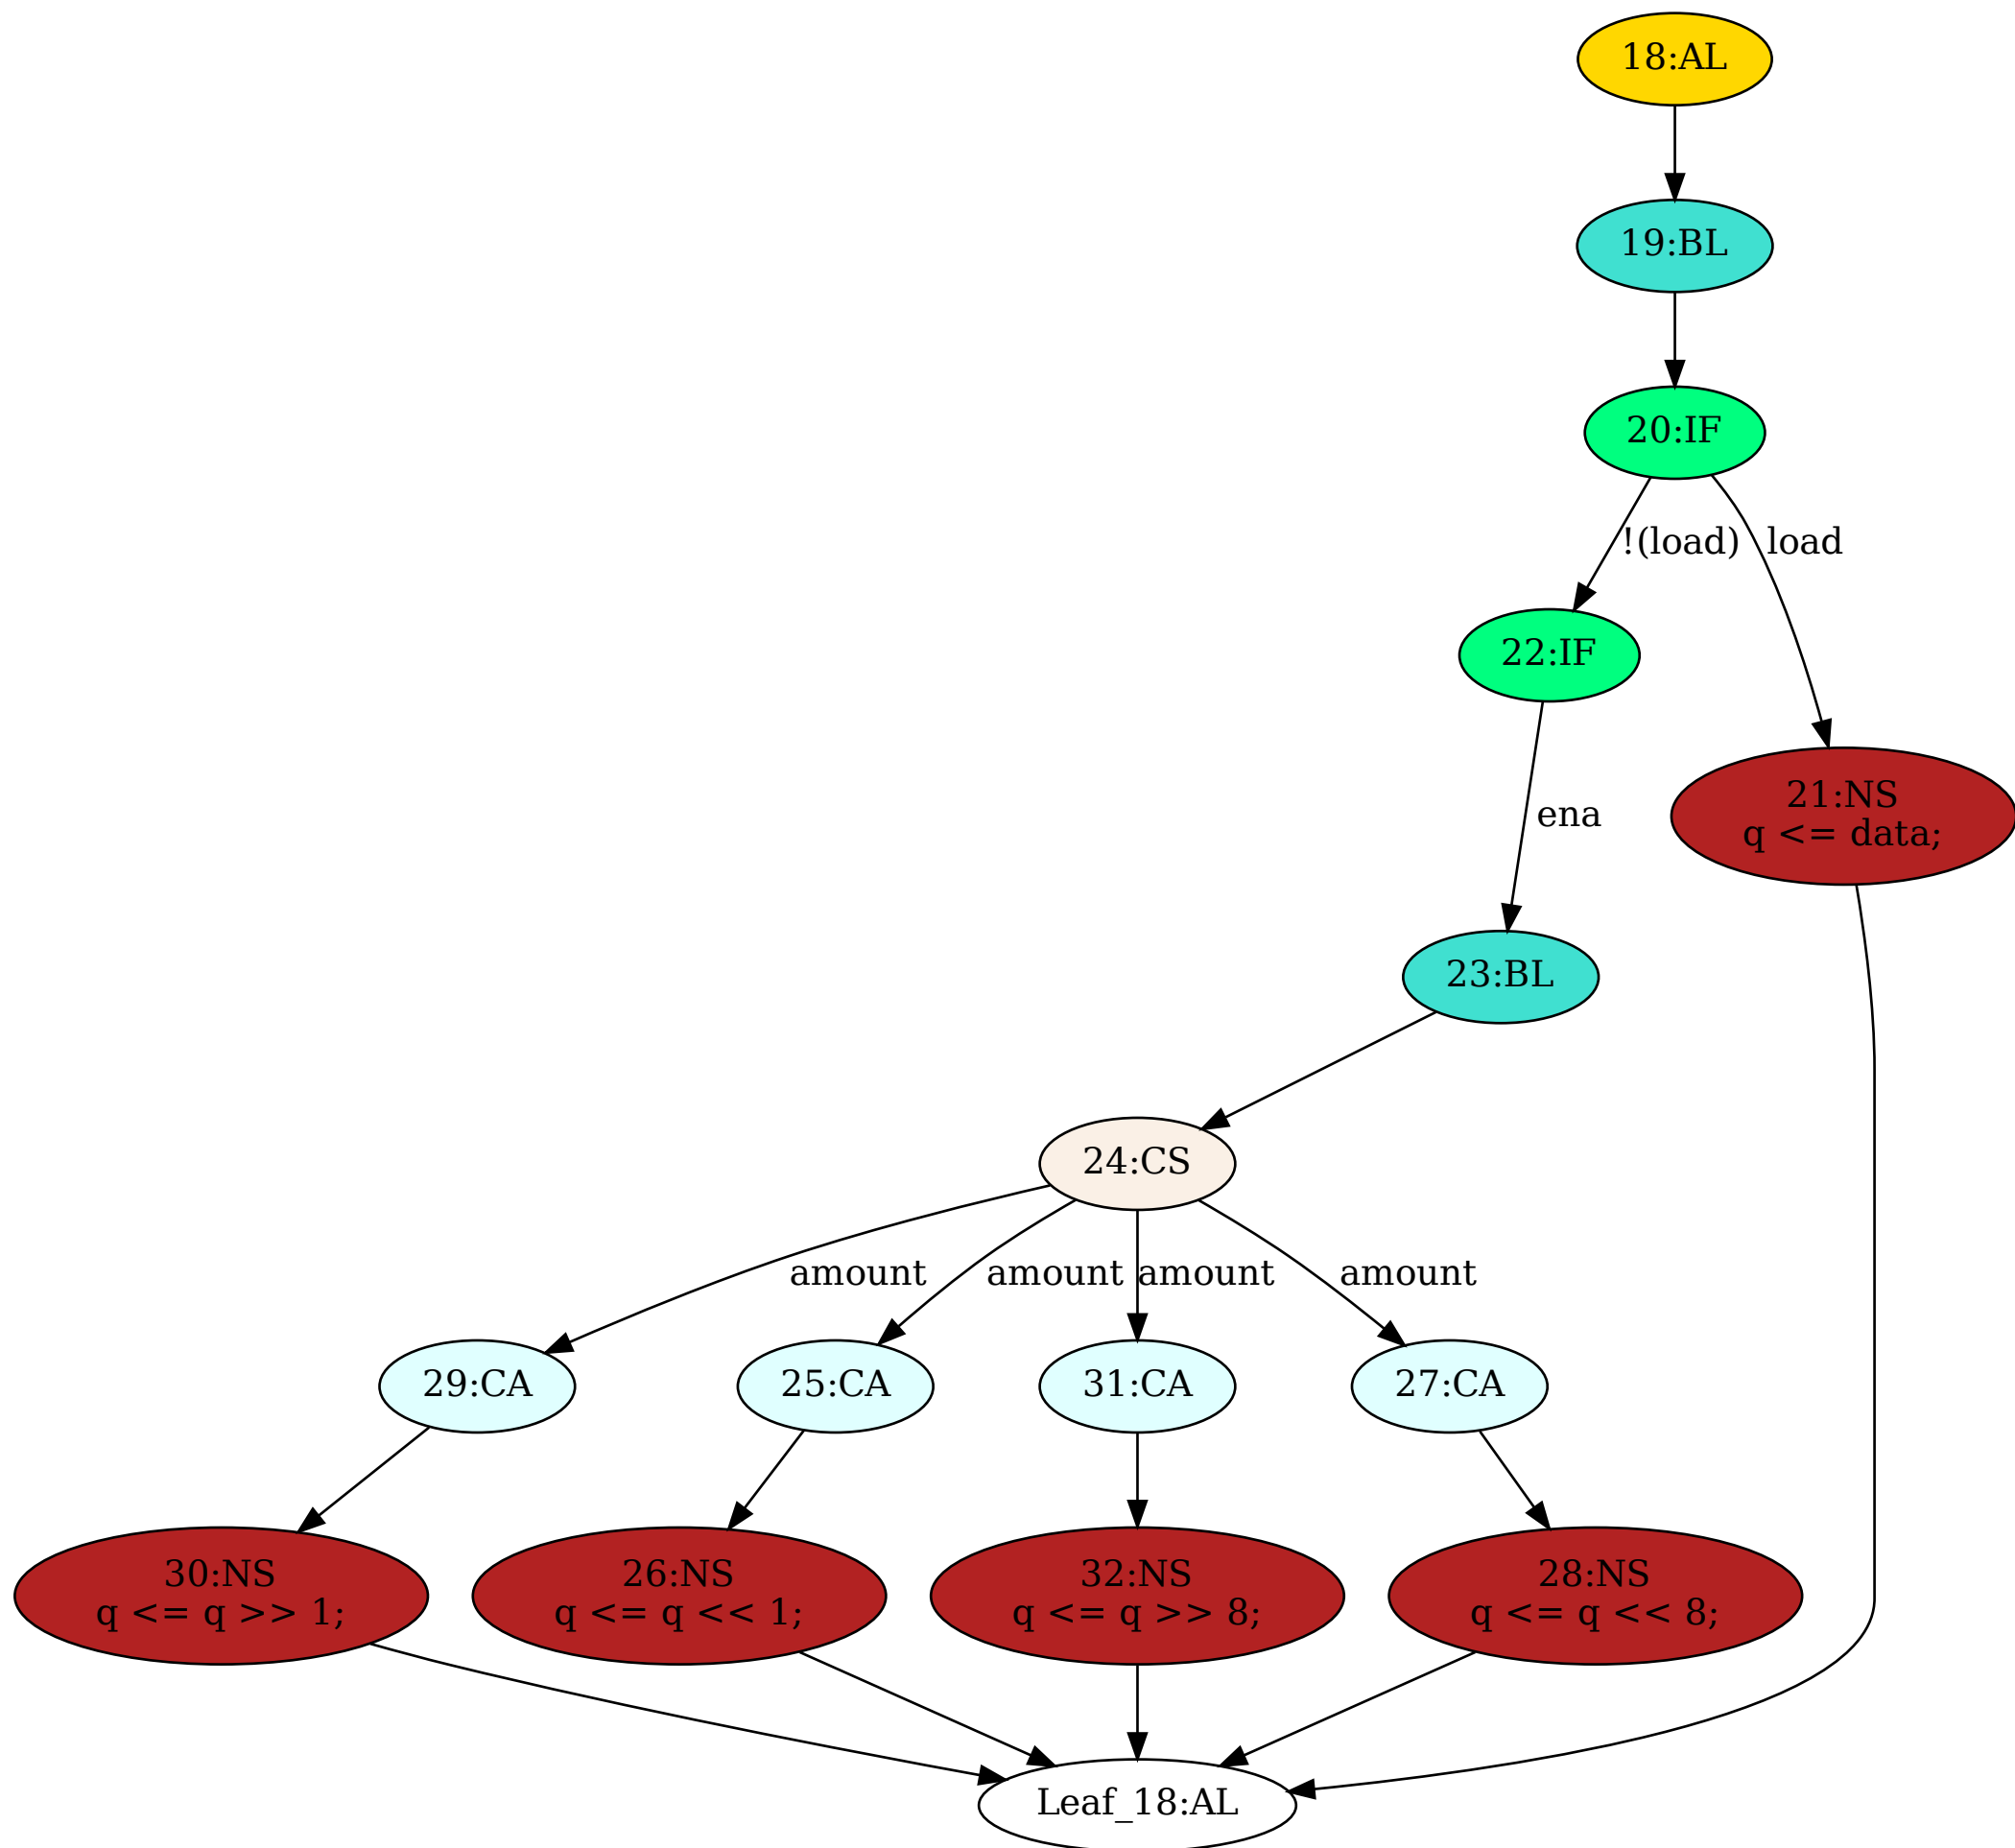 18:AL
19:BL
20:IF
!(load)
load
22:IF
21:NS
q <= data;
ena
23:BL
24:CS
amount
amount
amount
amount
29:CA
25:CA
31:CA
27:CA
30:NS
q <= q >> 1;
26:NS
q <= q << 1;
32:NS
q <= q >> 8;
28:NS
q <= q << 8;
Leaf_18:AL